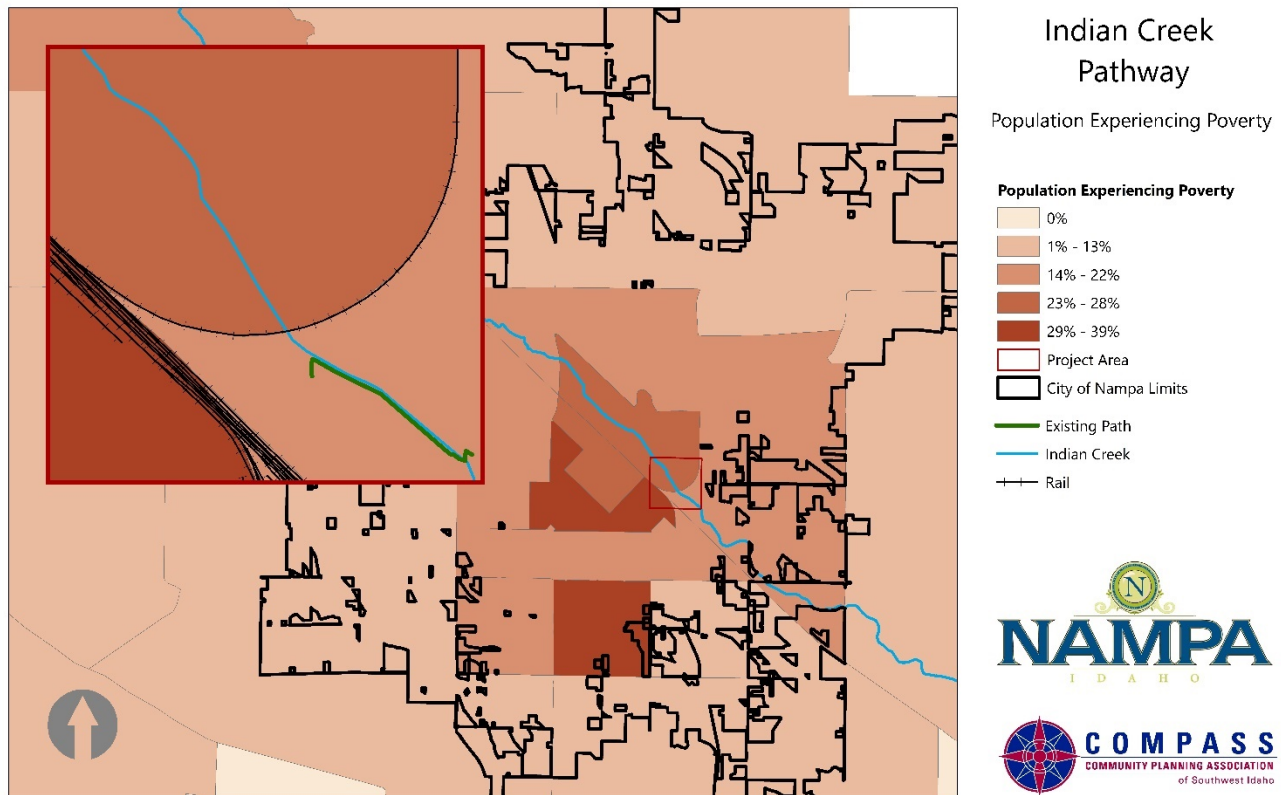 Indian Creek
Pathway
Population Experiencing Poverty
Population Experiencing Poverty
0%
1% - 13%
14% - 22%
23% - 28%
29% - 39%
Project Area
City of Nampa Limits
Existing Path
Indian Creek
Rail
N
NAMPA
IDAHO
COMPASS
COMMUNITY PLANNING ASSOCIATION
of Southwest Idaho